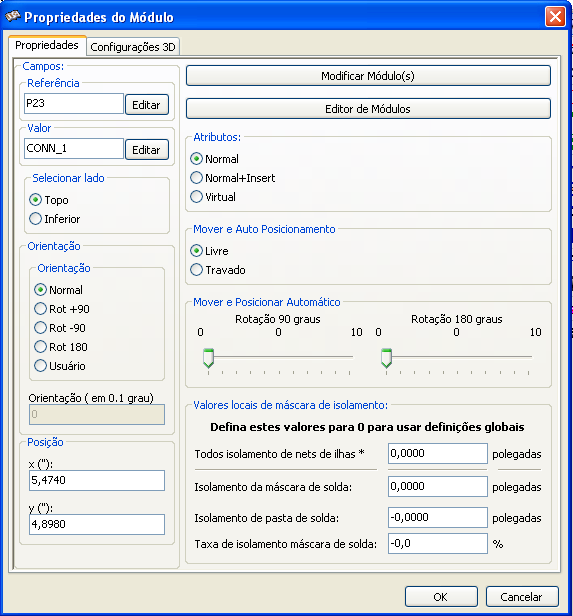 Propriedades do Módulo
Propriedades
Configurações 3D
Campos:
Referência
P23
Editar
Valor
CONN_1
Editar
Selecionar lado
Topo
Inferior
Orientação
Orientação
Normal
Rot +90
Rot -90
Rot 180
Usuário
Orientação ( em 0.1 grau)
0
Posição
x (''):
5,4740
y (''):
4,8980
Modificar Módulo(s)
Editor de Módulos
Atributos:
Normal
Normal+Insert
Virtual
Mover e Auto Posicionamento
Livre
Travado
Mover e Posicionar Automático
Rotação 90 graus
0 0 10
Rotação 180 graus
0 0 10
Valores locais de máscara de isolamento:
Defina estes valores para 0 para usar definições globais
Todos isolamento de nets de ilhas * 0,0000 polegadas
Isolamento da máscara de solda: 0,0000 polegadas
Isolamento de pasta de solda: -0,0000 polegadas
Taxa de isolamento máscara de solda: -0,0 %
OK
Cancelar